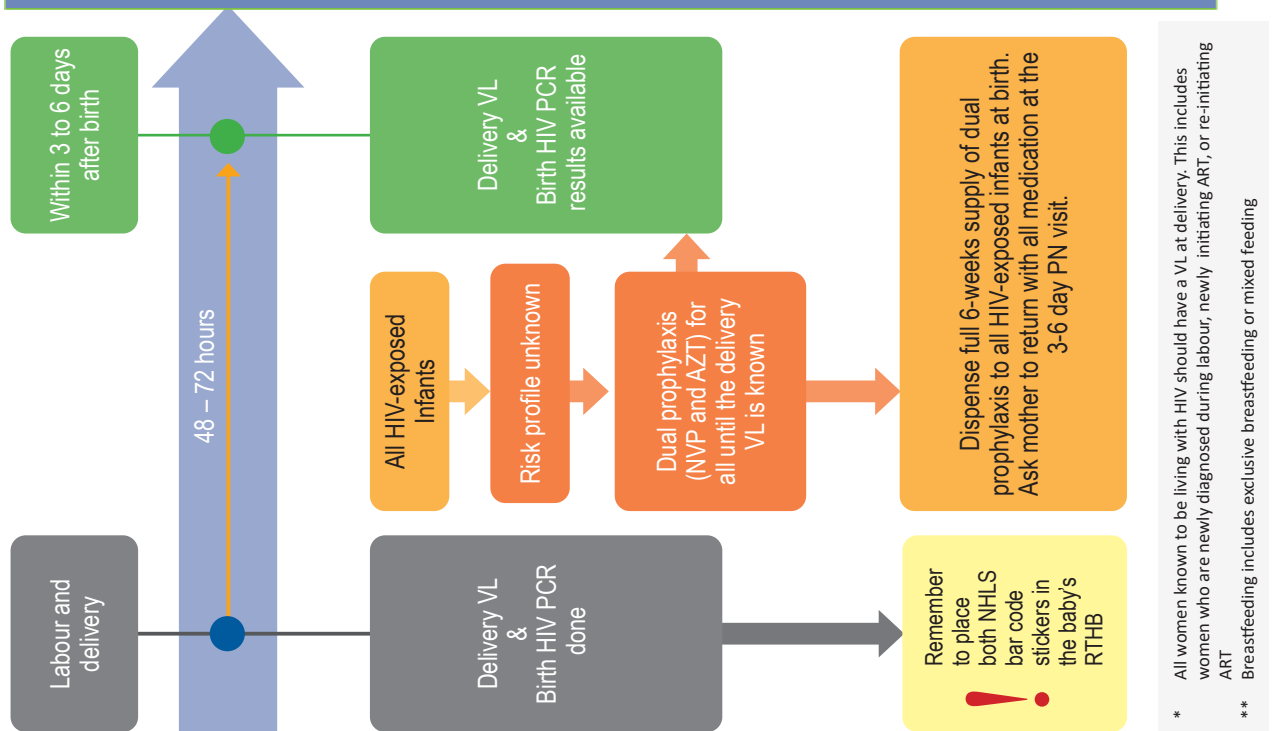 Labour and
delivery
Within 3 to 6 days
after birth
48 – 72 hours
Delivery VL
&
Birth HIV PCR
done
All HIV-exposed
Infants
Risk profile unknown
Dual prophylaxis
(NVP and AZT) for
all until the delivery
VL is known
Delivery VL
&
Birth HIV PCR
results available
Remember
to place
both NHLS
bar code
stickers in
the baby's
RTHB
Dispense full 6-weeks supply of dual
prophylaxis to all HIV-exposed infants at birth.
Ask mother to return with all medication at the
3-6 day PN visit.
* All women known to be living with HIV should have a VL at delivery. This includes
women who are newly diagnosed during labour, newly initiating ART, or re-initiating
ART
** Breastfeeding includes exclusive breastfeeding or mixed feeding